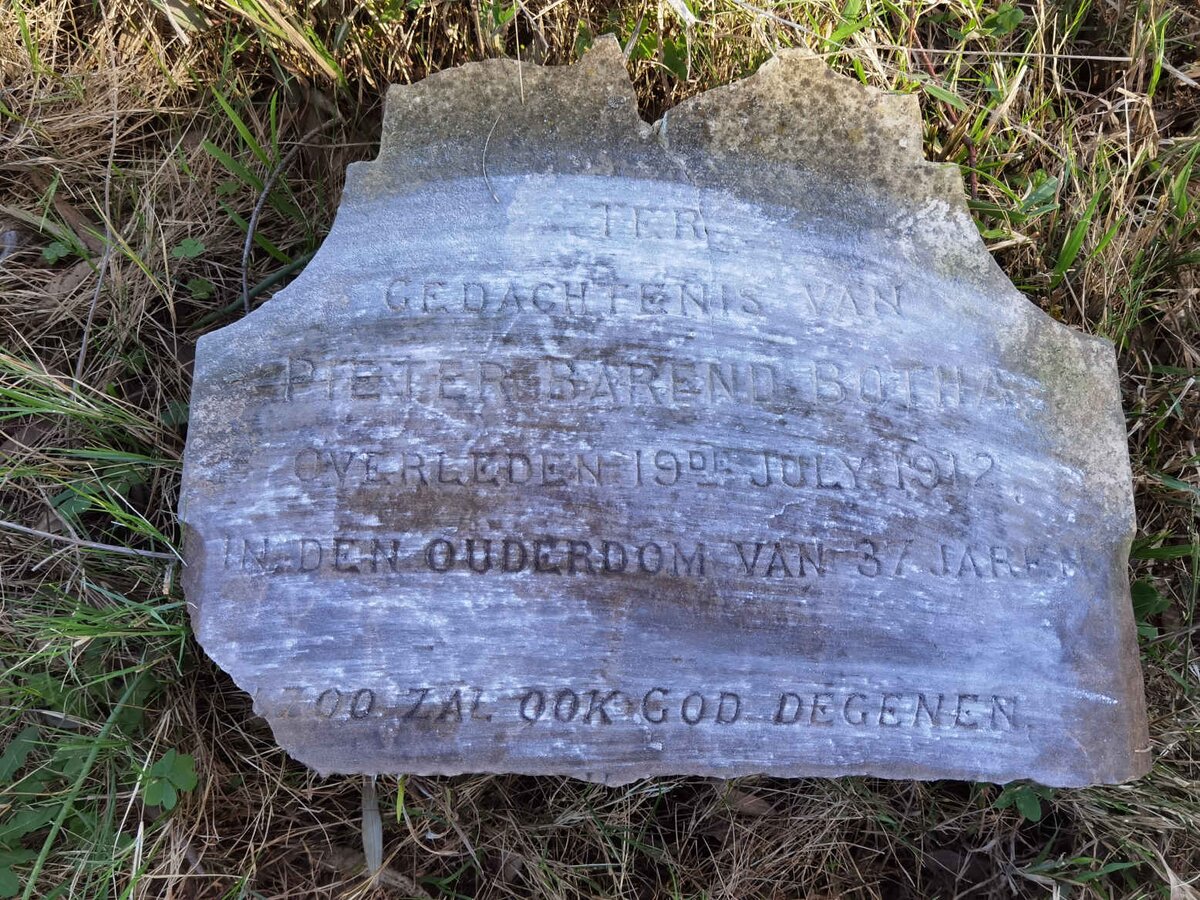 TER
GEDACHTENIS VAN
PIETER BAREND BOTHA
OVERLEDEN 19DE JULY 1912
IN DEN OUDERDOM VAN 37 JAREN
ZOO ZAL OOK GOD DEGENEN